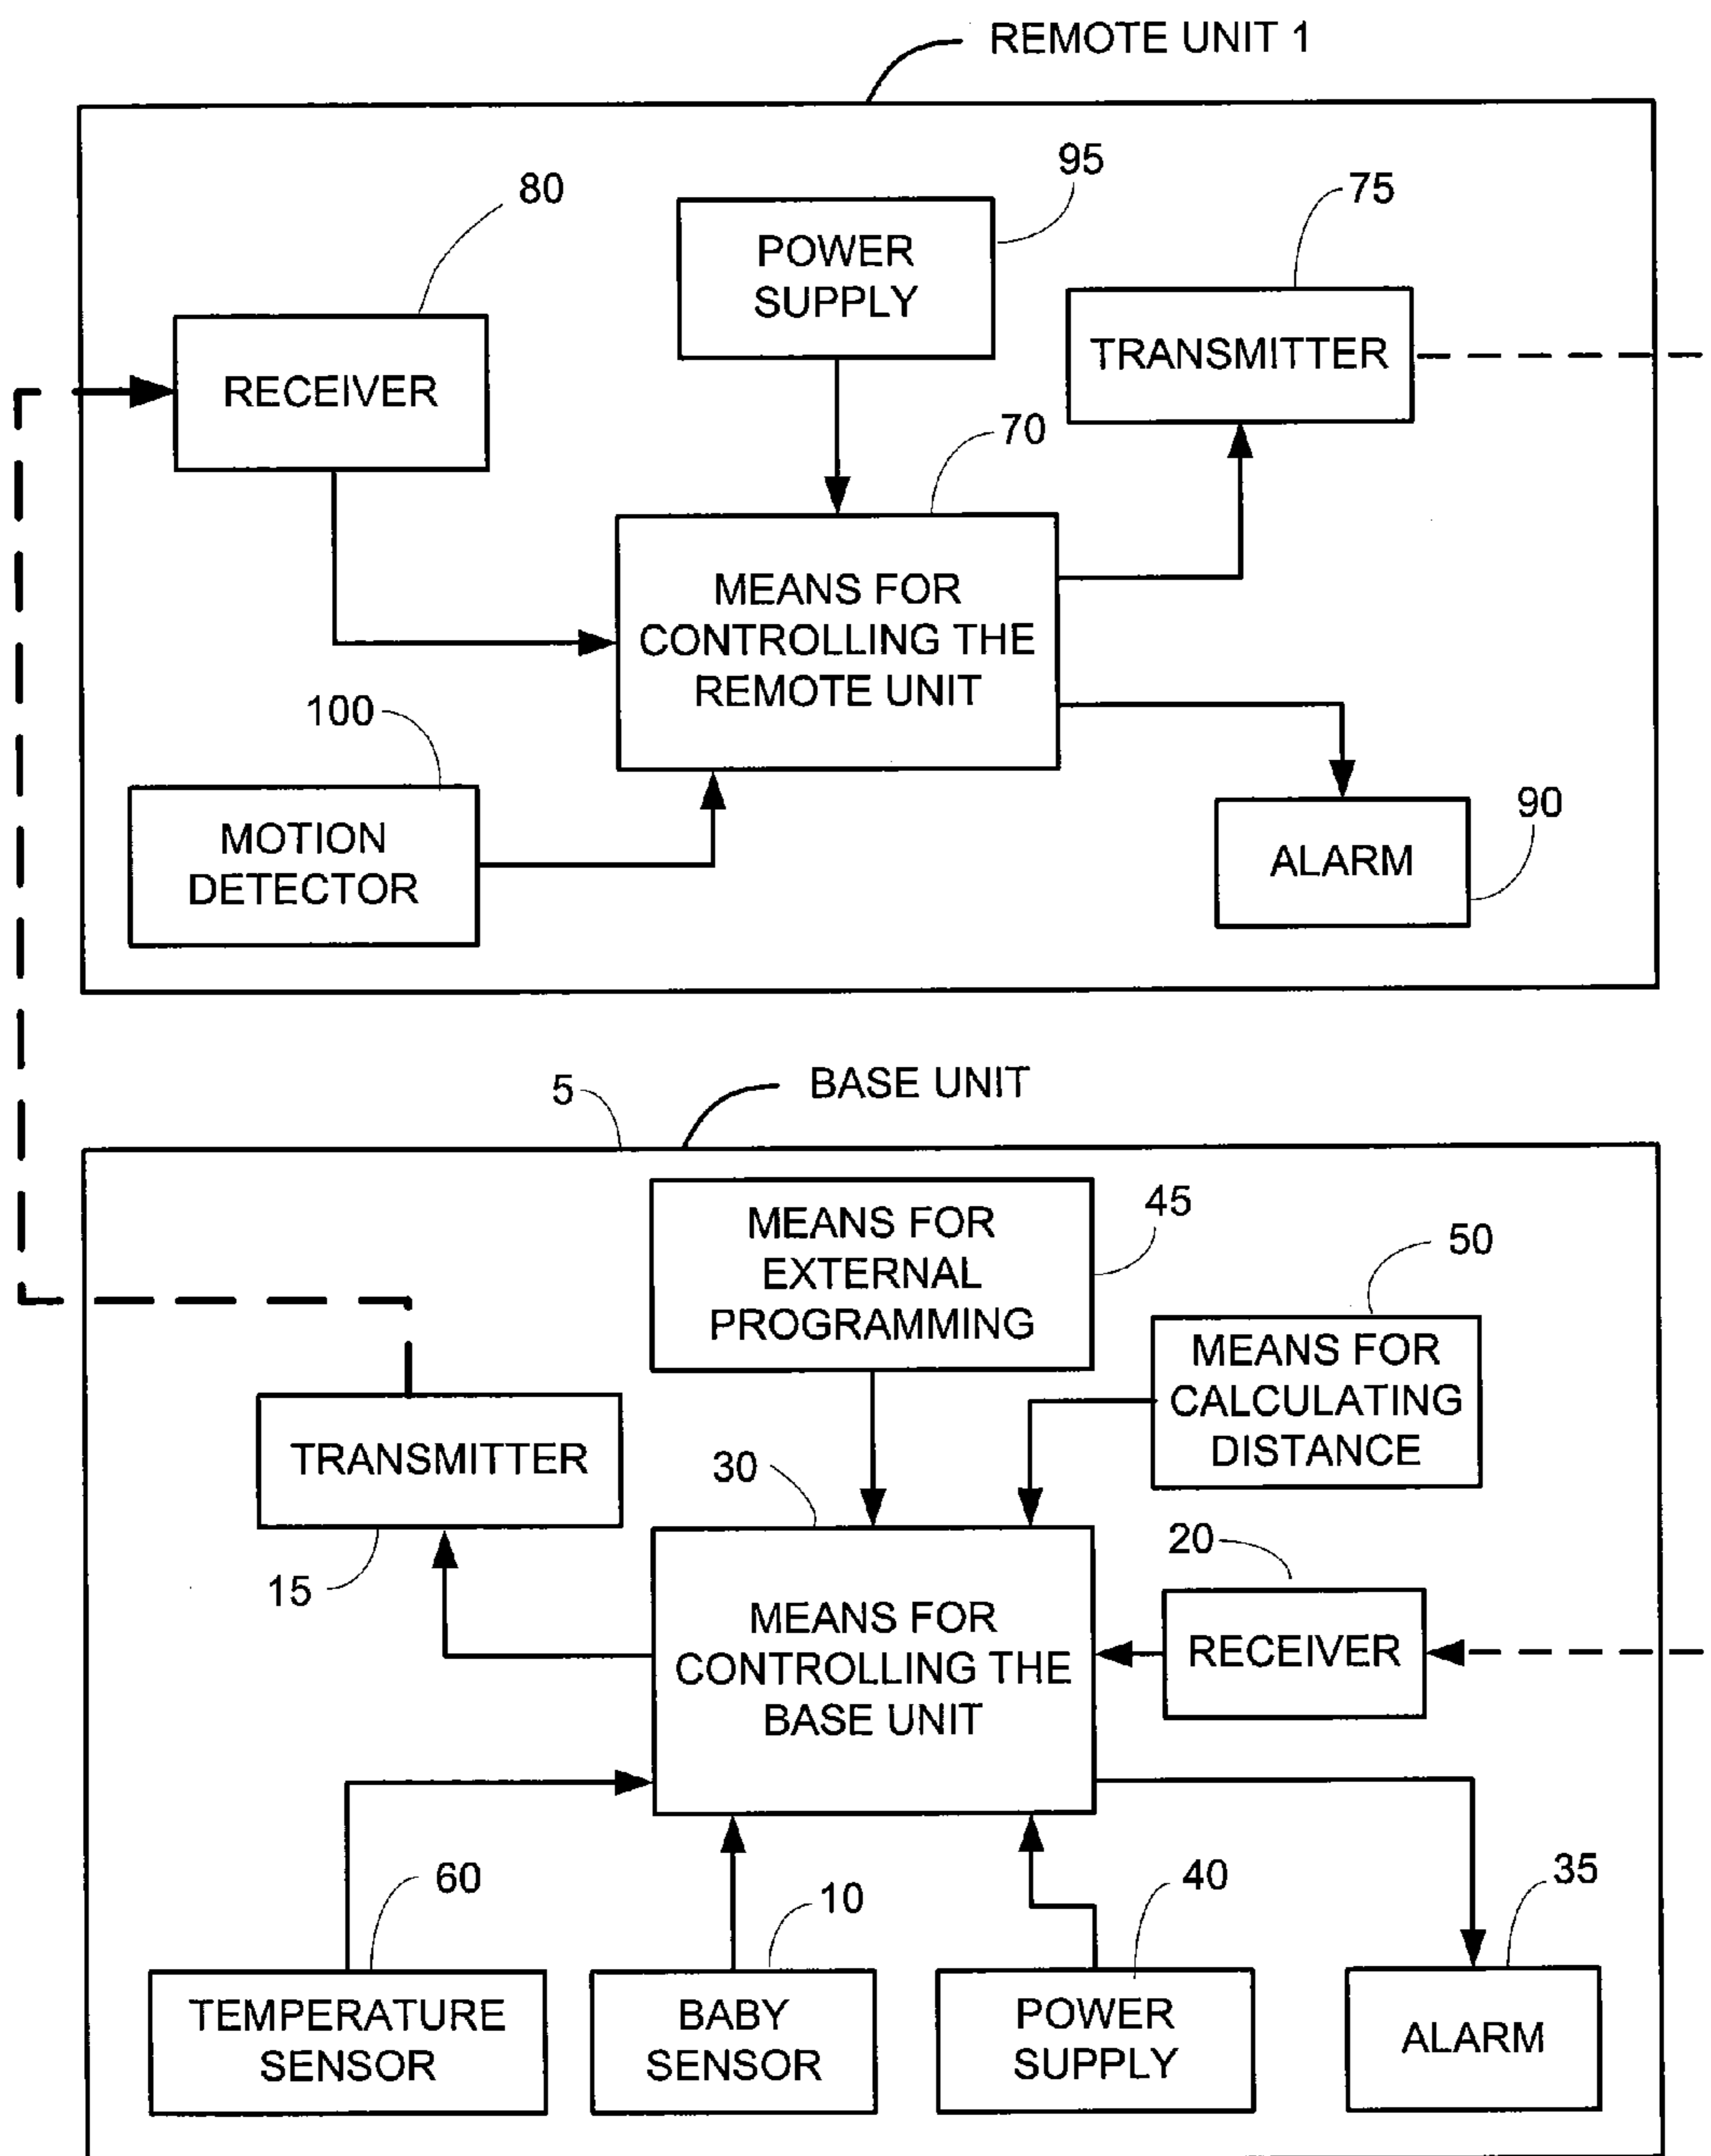 REMOTE UNIT 1
95
80
75
POWER
SUPPLY
TRANSMITTER
RECEIVER
70
MEANS FOR
CONTROLLING THE
REMOTE UNIT
100
90
MOTION
DETECTOR
ALARM
BASE UNIT
5
45
MEANS FOR
EXTERNAL
PROGRAMMING
50
MEANS FOR
CALCULATING
DISTANCE
TRANSMITTER
30
20
15
MEANS FOR
CONTROLLING THE
BASE UNIT
RECEIVER
60
10
40
35
TEMPERATURE
SENSOR
BABY
SENSOR
POWER
SUPPLY
ALARM